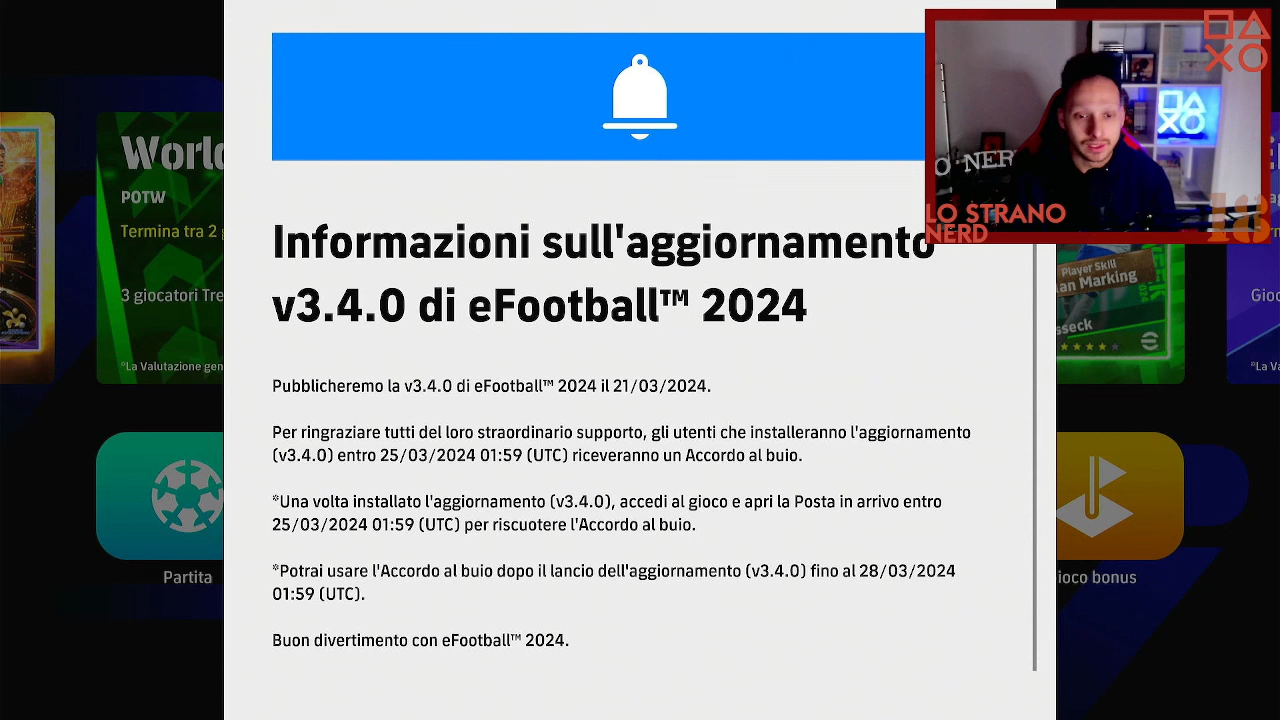 Informazioni sull'aggiornamento
v3.4.0 di eFootball™ 2024
Pubblicheremo la v3.4.0 di eFootball™ 2024 il 21/03/2024.
Per ringraziare tutti del loro straordinario supporto, gli utenti che installeranno l'aggiornamento
(v3.4.0) entro 25/03/2024 01:59 (UTC) riceveranno un Accordo al buio.
*Una volta installato l'aggiornamento (v3.4.0), accedi al gioco e apri la Posta in arrivo entro
25/03/2024 01:59 (UTC) per riscuotere l'Accordo al buio.
*Potrai usare l'Accordo al buio dopo il lancio dell'aggiornamento (v3.4.0) fino al 28/03/2024
01:59 (UTC).
Buon divertimento con eFootball™ 2024.
POTW
Termina tra 2
3 giocatori
*La Valutazione
Partita
LO STRANO
NERD
18
Player Skill
Marking
bonus